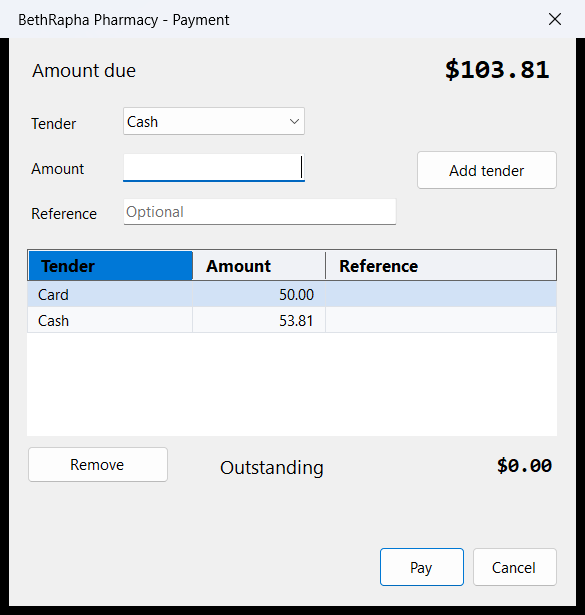 BethRapha Pharmacy - Payment
Amount due $103.81
Tender Cash
Amount
Add tender
Reference Optional
Tender Amount Reference
Card 50.00
Cash 53.81
Remove Outstanding $0.00
Pay Cancel